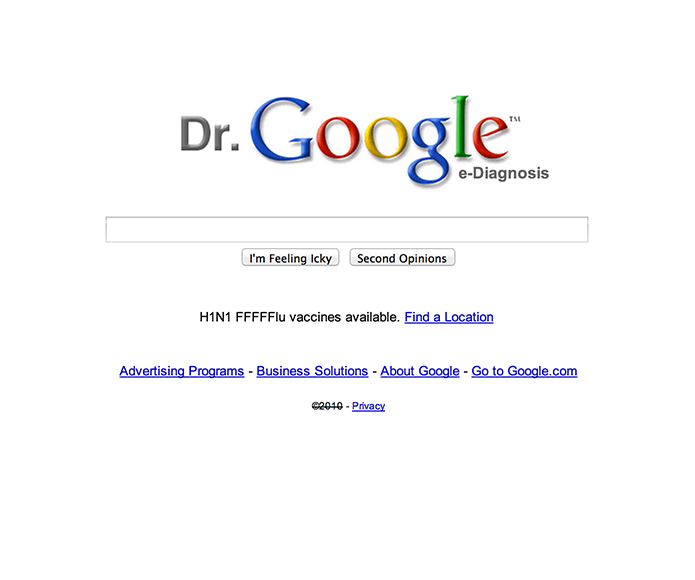 Dr. Google™
e-Diagnosis
I'm Feeling Icky Second Opinions
H1N1 FFFFFlu vaccines available. Find a Location
Advertising Programs - Business Solutions - About Google - Go to Google.com
©2010 - Privacy